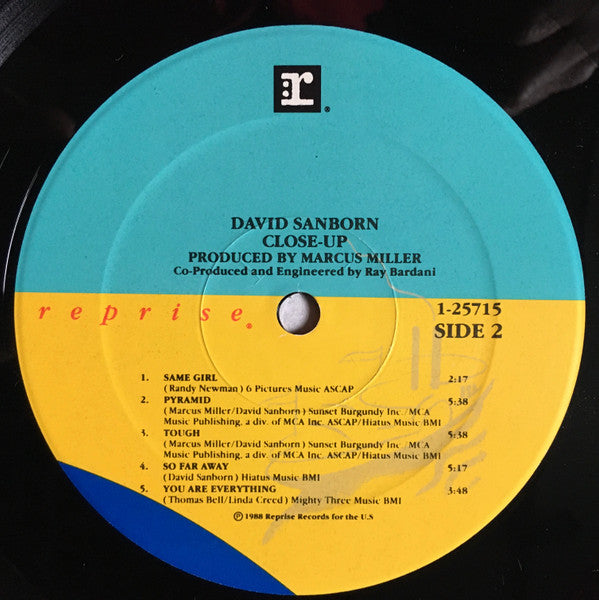 :r
®
DAVID SANBORN
CLOSE-UP
PRODUCED BY MARCUS MILLER
Co-Produced and Engineered by Ray Bardani
reprise®
1-25715
SIDE 2
1. SAME GIRL 2:17
(Randy Newman) 6 Pictures Music ASCAP
2. PYRAMID 5:38
(Marcus Miller/David Sanborn) Sunset Burgundy Inc./MCA
Music Publishing, a div. of MCA Inc. ASCAP/Hiatus Music BMI
3. TOUGH 5:38
(Marcus Miller/David Sanborn) Sunset Burgundy Inc./MCA
Music Publishing, a div. of MCA Inc. ASCAP/Hiatus Music BMI
4. SO FAR AWAY 5:17
(David Sanborn) Hiatus Music BMI
5. YOU ARE EVERYTHING 3:48
(Thomas Bell/Linda Creed) Mighty Three Music BMI
℗ 1988 Reprise Records for the U.S